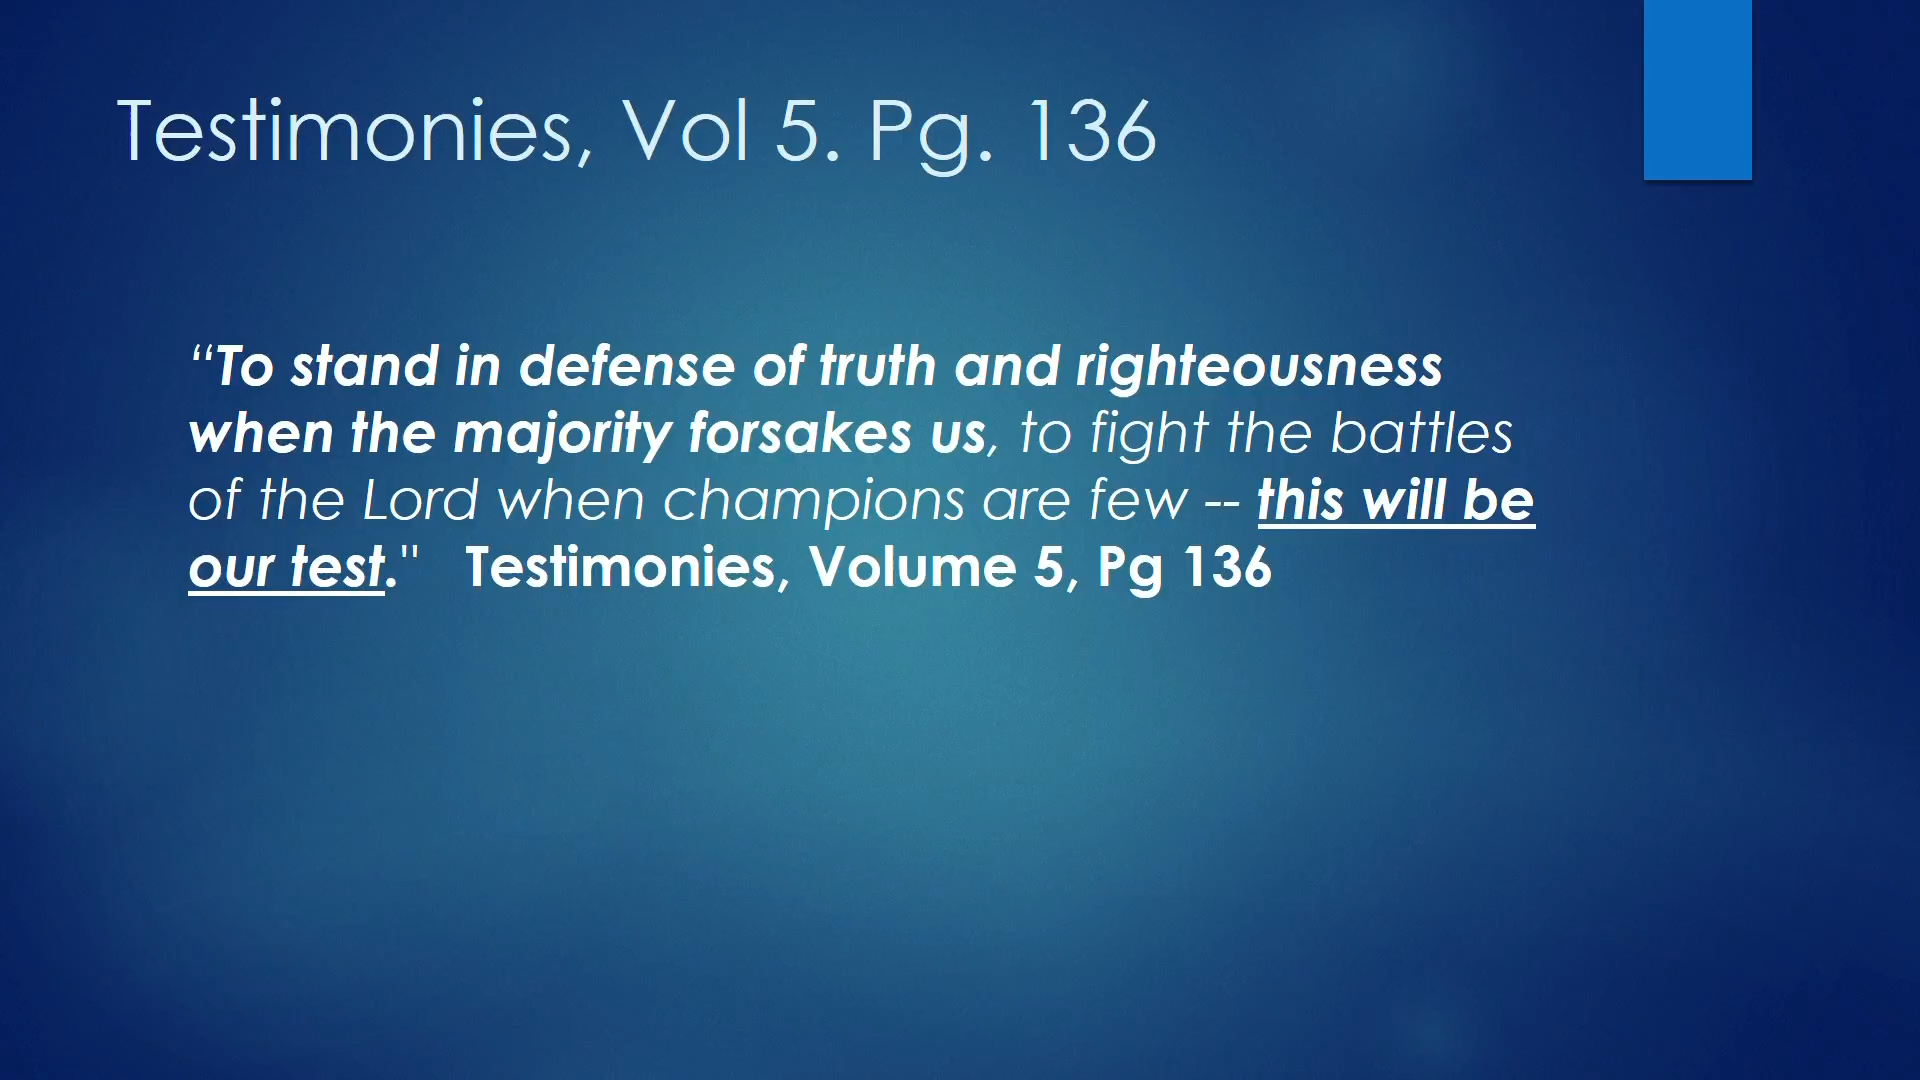 Testimonies, Vol 5. Pg. 136
“To stand in defense of truth and righteousness
when the majority forsakes us, to fight the battles
of the Lord when champions are few -- this will be
our test."   Testimonies, Volume 5, Pg 136